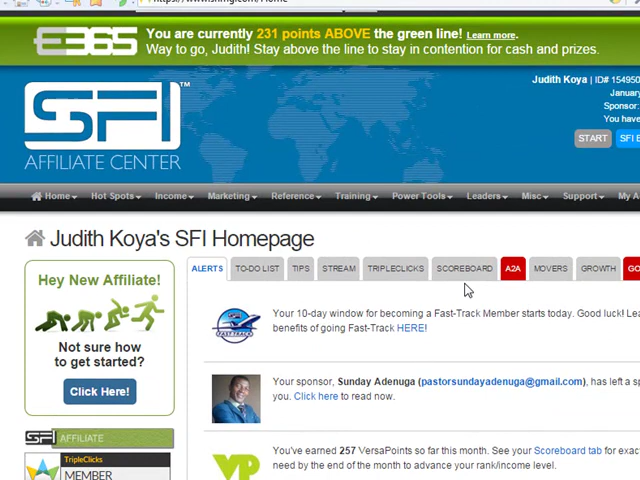 E365
You are currently 231 points ABOVE the green line! Learn more.
Way to go, Judith! Stay above the line to stay in contention for cash and prizes.
SFI™
AFFILIATE CENTER
Judith Koya | ID# 154950
January
Sponsor:
You have
START
SFI
Home
Hot Spots
Income
Marketing
Reference
Training
Power Tools
Leaders
Misc
Support
My A
Judith Koya's SFI Homepage
ALERTS
TO-DO LIST
TIPS
STREAM
TRIPLECLICKS
SCOREBOARD
A2A
MOVERS
GROWTH
GO
Hey New Affiliate!
Not sure how
to get started?
Click Here!
Your 10-day window for becoming a Fast-Track Member starts today. Good luck!
benefits of going Fast-Track HERE!
FAST TRACK
Your sponsor, Sunday Adenuga (pastorsundayadenuga@gmail.com), has left a
you. Click here to read now.
SFI AFFILIATE
TripleClicks
MEMBER
You've earned 257 VersaPoints so far this month. See your Scoreboard tab for
need by the end of the month to advance your rank/income level.
VP